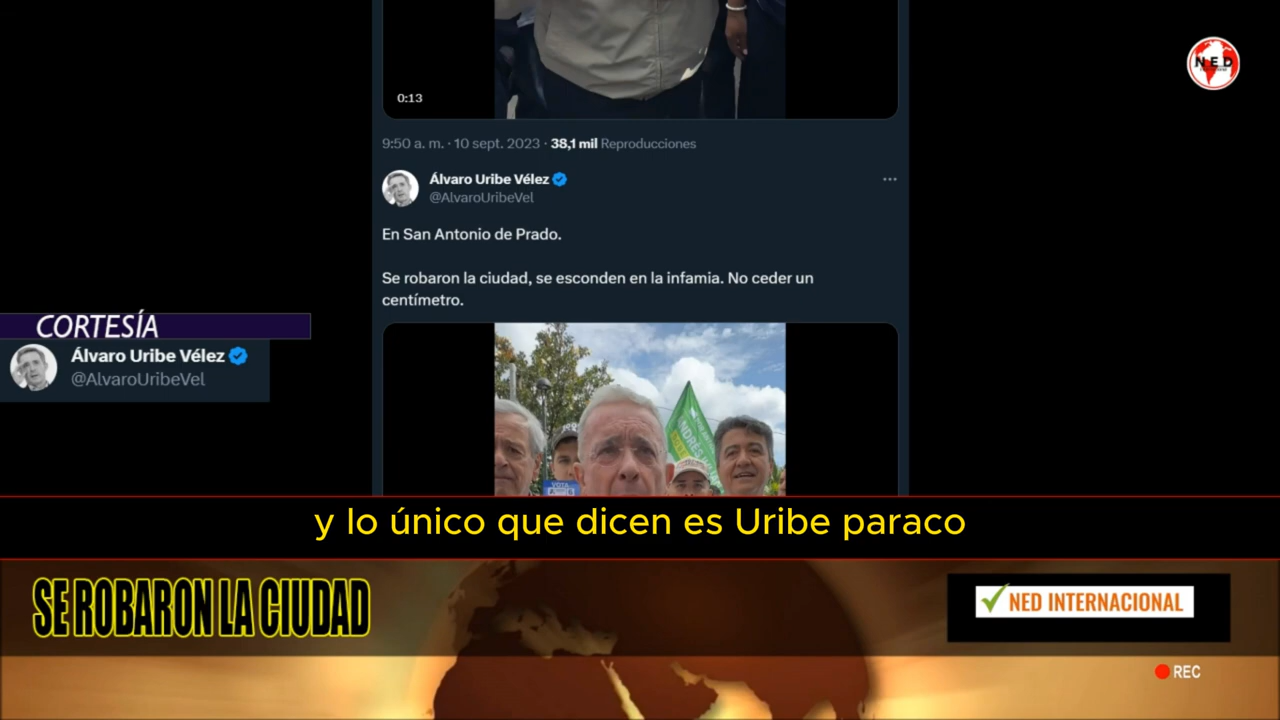 0:13
NED
9:50 a. m. · 10 sept. 2023 · 38,1 mil Reproducciones
Álvaro Uribe Vélez
@AlvaroUribeVel
En San Antonio de Prado.
Se robaron la ciudad, se esconden en la infamia. No ceder un
centímetro.
CORTESÍA
Álvaro Uribe Vélez
@AlvaroUribeVel
VOTA
y lo único que dicen es Uribe paraco
SE ROBARON LA CIUDAD
NED INTERNACIONAL
REC